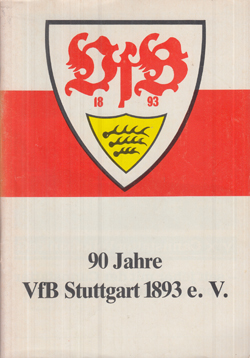 VfB
18 93
90 Jahre
VfB Stuttgart 1893 e. V.